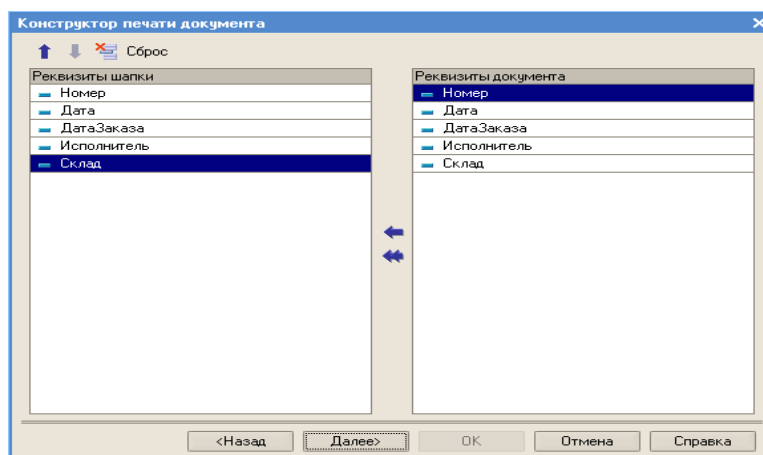 Конструктор печати документа
Сброс
Реквизиты шапки
Номер
Дата
ДатаЗаказа
Исполнитель
Склад
Реквизиты документа
Номер
Дата
ДатаЗаказа
Исполнитель
Склад
<Назад Далее> OK Отмена Справка